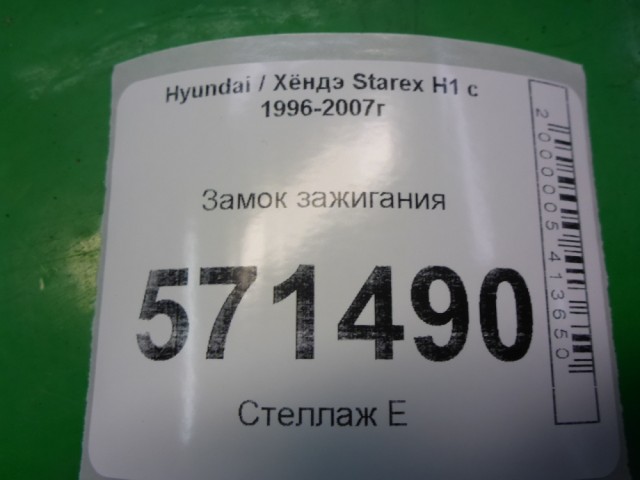 Hyundai / Хёндэ Starex H1 с
1996-2007г
Замок зажигания
571490
Стеллаж Е
2000005413650